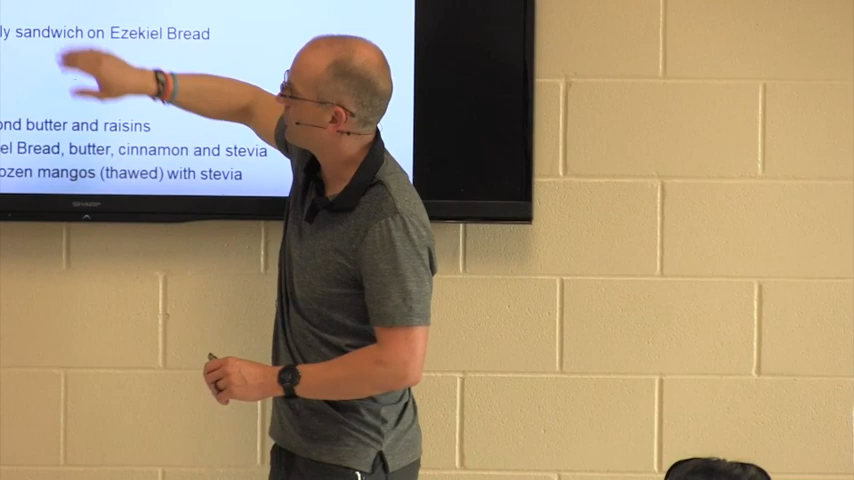 ly sandwich on Ezekiel Bread
ond butter and raisins
el Bread, butter, cinnamon and stevia
ozen mangos (thawed) with stevia
SHARP